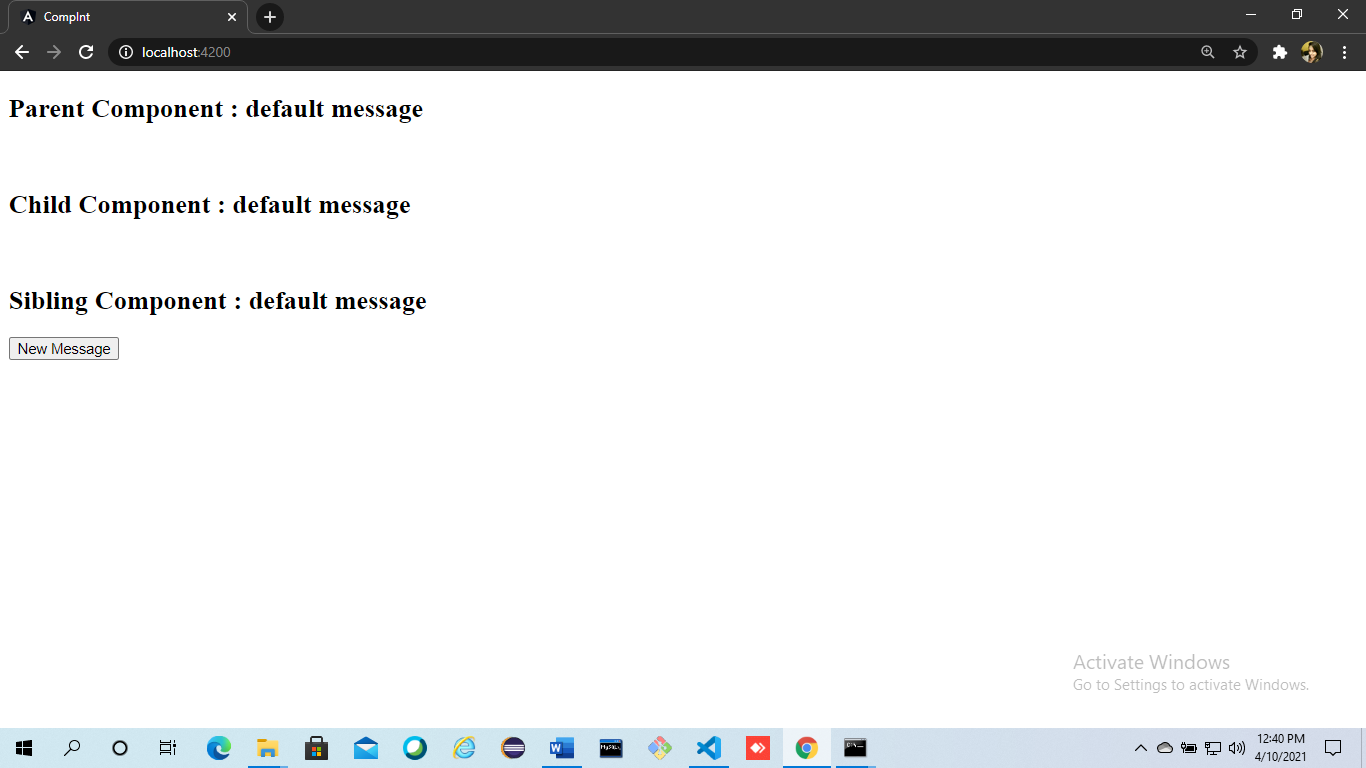 CompInt
localhost:4200
Parent Component : default message
Child Component : default message
Sibling Component : default message
New Message
Activate Windows
Go to Settings to activate Windows.
12:40 PM
4/10/2021